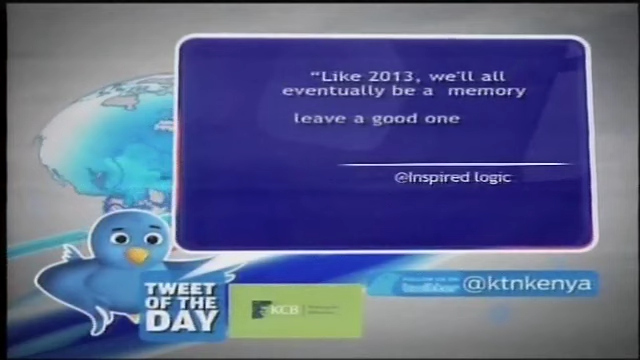 “Like 2013, we'll all
eventually be a memory
leave a good one
@Inspired logic
@ktnkenya
TWEET
OF THE
DAY
KCB